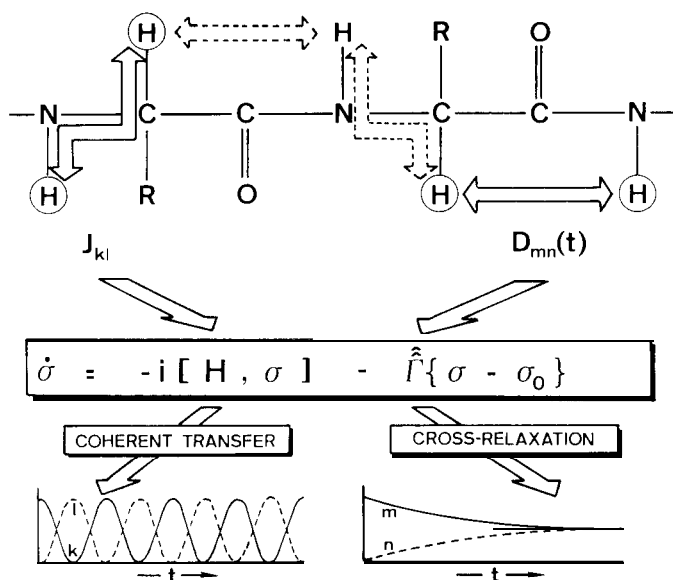 H H R O
N C C N C C N
H R O H H
J_kl D_mn(t)
σ̇ = -i [ H , σ ] - Γ̂̂ { σ - σ₀ }
COHERENT TRANSFER CROSS-RELAXATION
l m
k n
t t